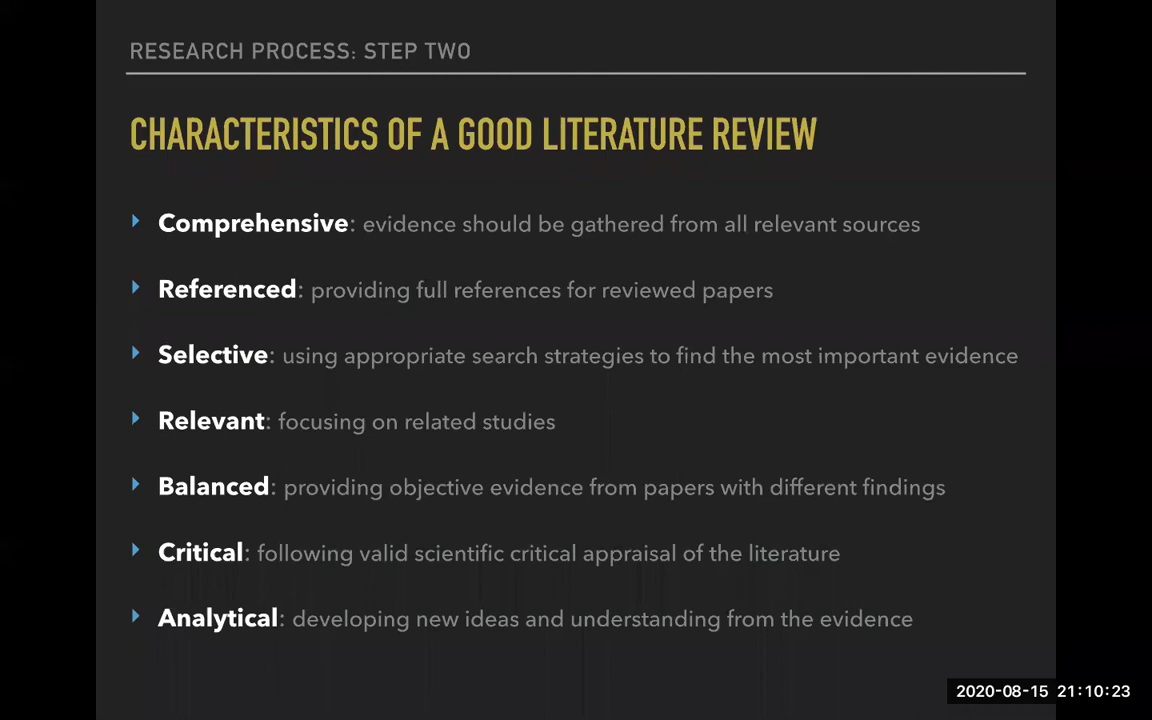 RESEARCH PROCESS: STEP TWO
CHARACTERISTICS OF A GOOD LITERATURE REVIEW
Comprehensive: evidence should be gathered from all relevant sources
Referenced: providing full references for reviewed papers
Selective: using appropriate search strategies to find the most important evidence
Relevant: focusing on related studies
Balanced: providing objective evidence from papers with different findings
Critical: following valid scientific critical appraisal of the literature
Analytical: developing new ideas and understanding from the evidence
2020-08-15 21:10:23